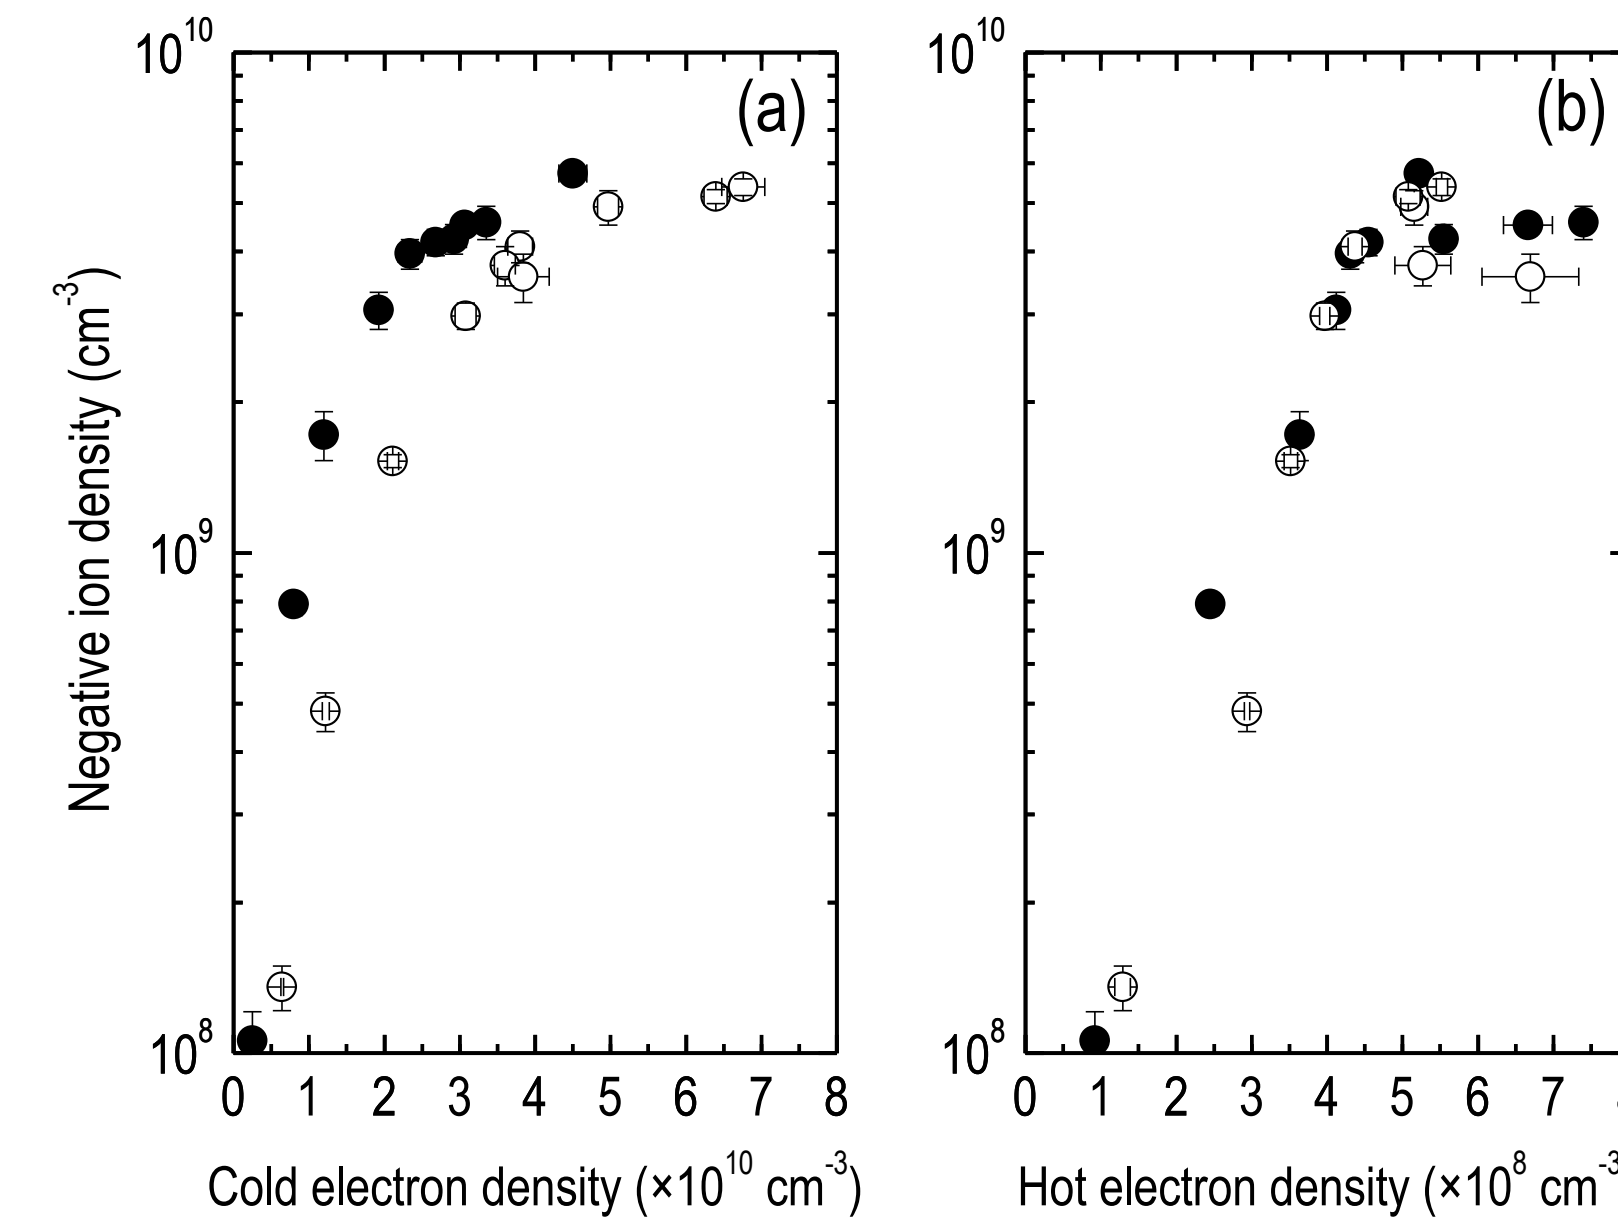 Negative ion density (cm-3)
10^10
10^9
10^8
(a)
0 1 2 3 4 5 6 7 8
Cold electron density (×10^10 cm-3)
10^10
10^9
10^8
(b)
0 1 2 3 4 5 6 7
Hot electron density (×10^8 cm-3